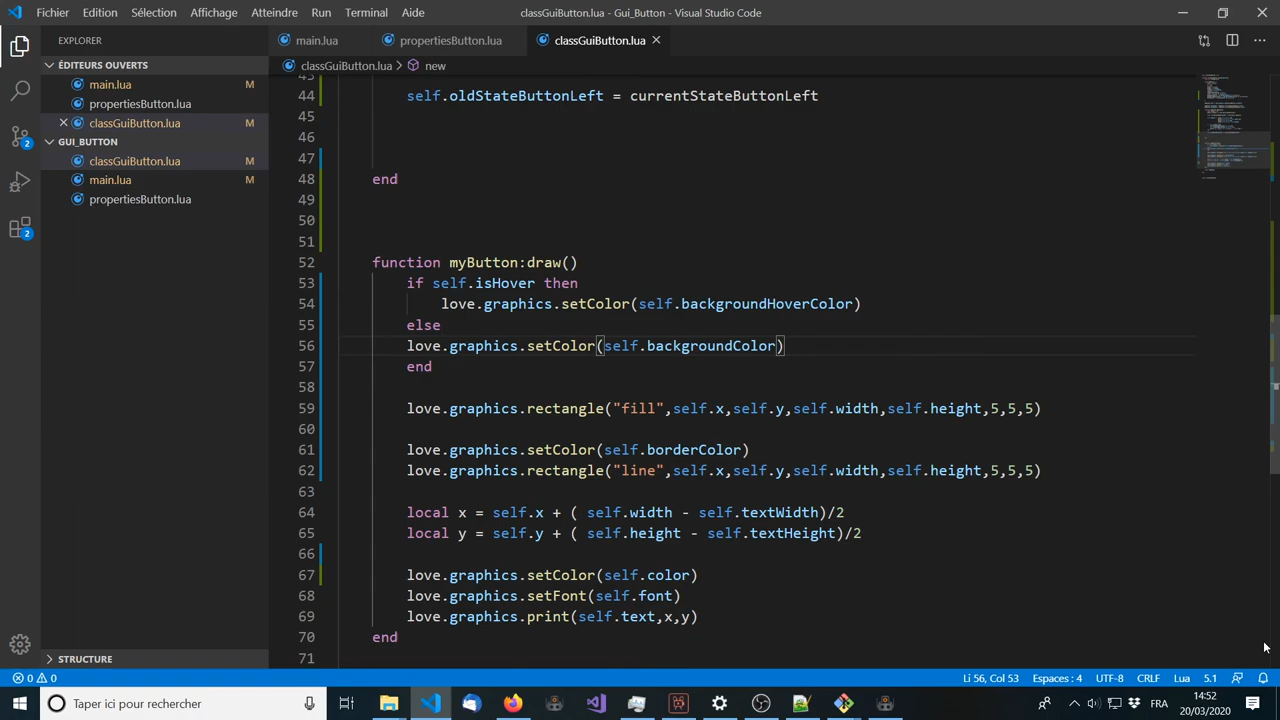 Fichier Edition Sélection Affichage Atteindre Run Terminal Aide classGuiButton.lua - Gui_Button - Visual Studio Code
EXPLORER
ÉDITEURS OUVERTS
main.lua M
propertiesButton.lua
classGuiButton.lua M
GUI_BUTTON
classGuiButton.lua M
main.lua M
propertiesButton.lua
STRUCTURE
2
2
main.lua propertiesButton.lua classGuiButton.lua
classGuiButton.lua > new
43
44 self.oldStateButtonLeft = currentStateButtonLeft
45
46
47
48 end
49
50
51
52 function myButton:draw()
53 if self.isHover then
54 love.graphics.setColor(self.backgroundHoverColor)
55 else
56 love.graphics.setColor(self.backgroundColor)
57 end
58
59 love.graphics.rectangle("fill",self.x,self.y,self.width,self.height,5,5,5)
60
61 love.graphics.setColor(self.borderColor)
62 love.graphics.rectangle("line",self.x,self.y,self.width,self.height,5,5,5)
63
64 local x = self.x + ( self.width - self.textWidth)/2
65 local y = self.y + ( self.height - self.textHeight)/2
66
67 love.graphics.setColor(self.color)
68 love.graphics.setFont(self.font)
69 love.graphics.print(self.text,x,y)
70 end
71
0 0 Li 56, Col 53 Espaces : 4 UTF-8 CRLF Lua 5.1
Taper ici pour rechercher FRA 14:52
20/03/2020